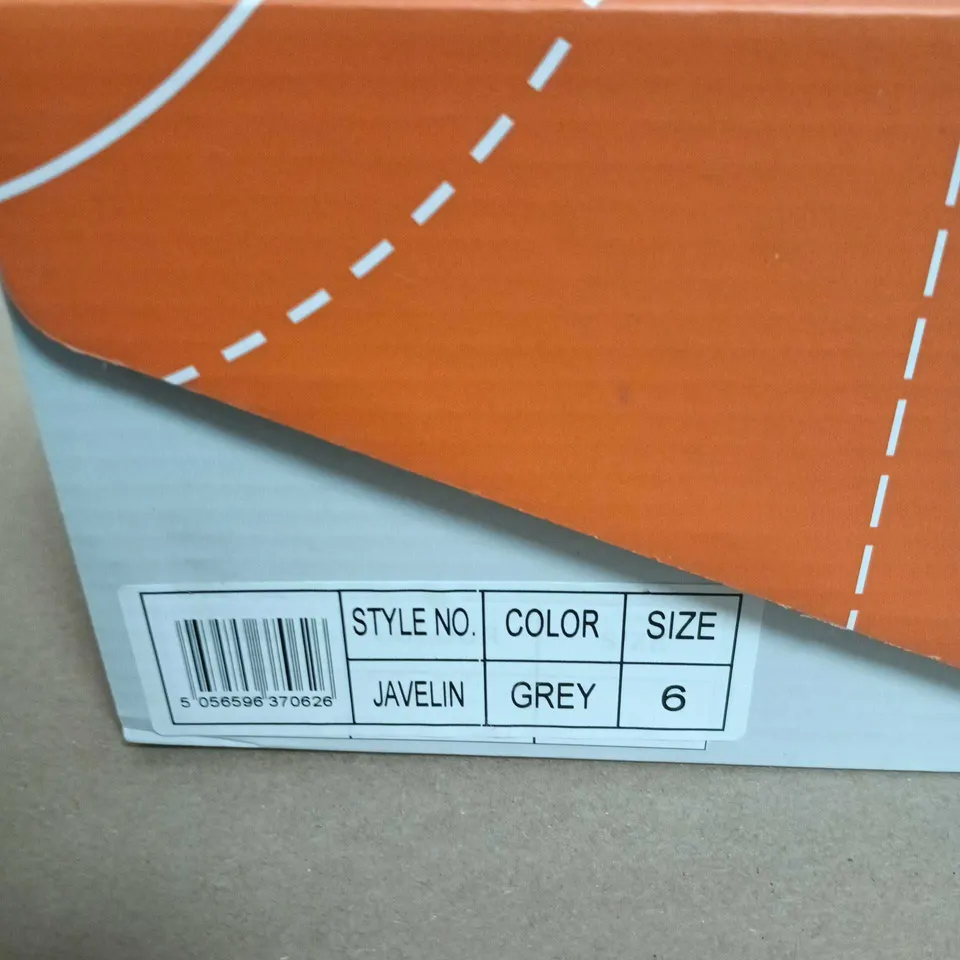 STYLE NO. COLOR SIZE
JAVELIN GREY 6
5 056596 370626